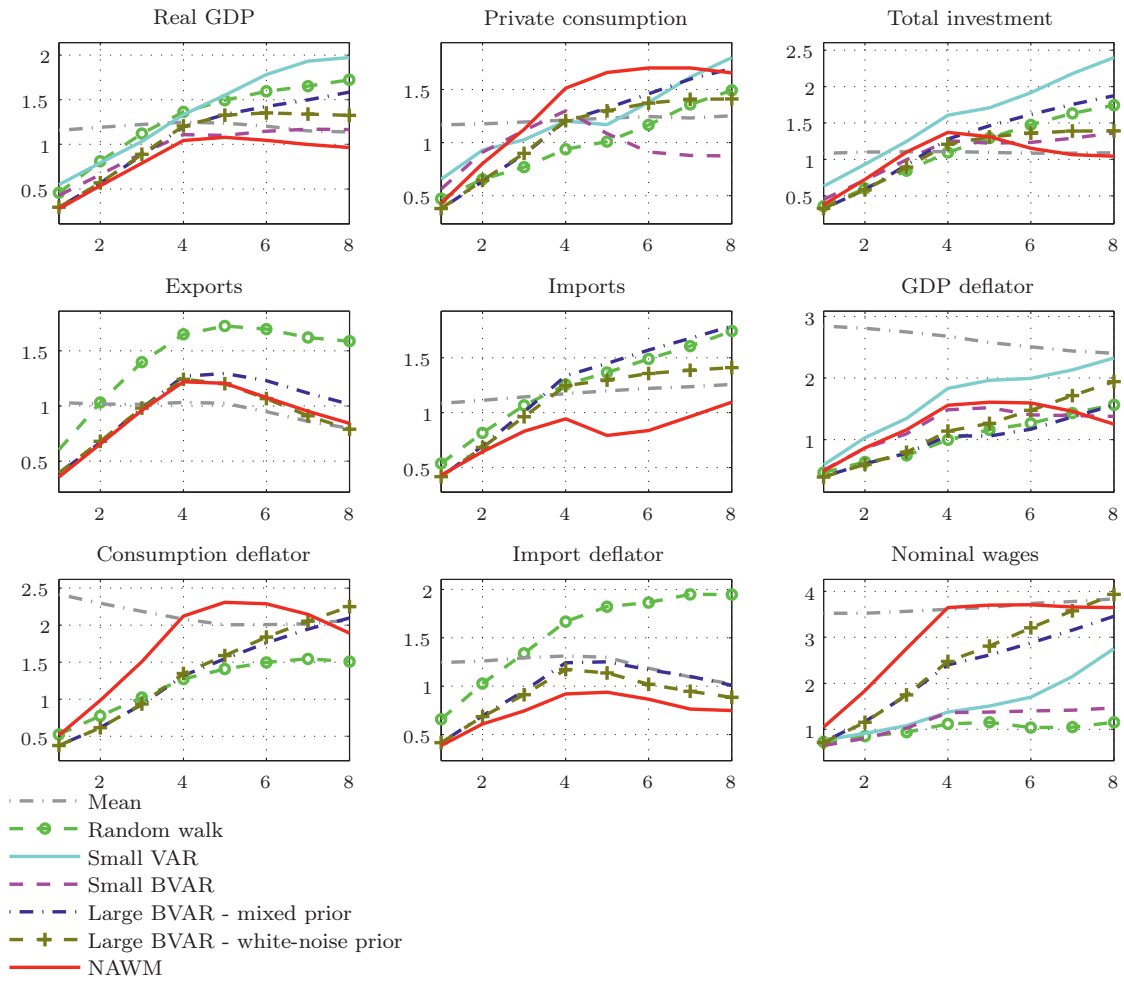 Real GDP
2
1.5
1
0.5
2 4 6 8
Private consumption
1.5
1
0.5
2 4 6 8
Total investment
2.5
2
1.5
1
0.5
2 4 6 8
Exports
1.5
1
0.5
2 4 6 8
Imports
1.5
1
0.5
2 4 6 8
GDP deflator
3
2
1
2 4 6 8
Consumption deflator
2.5
2
1.5
1
0.5
2 4 6 8
Import deflator
2
1.5
1
0.5
2 4 6 8
Nominal wages
4
3
2
1
2 4 6 8
Mean
Random walk
Small VAR
Small BVAR
Large BVAR - mixed prior
Large BVAR - white-noise prior
NAWM